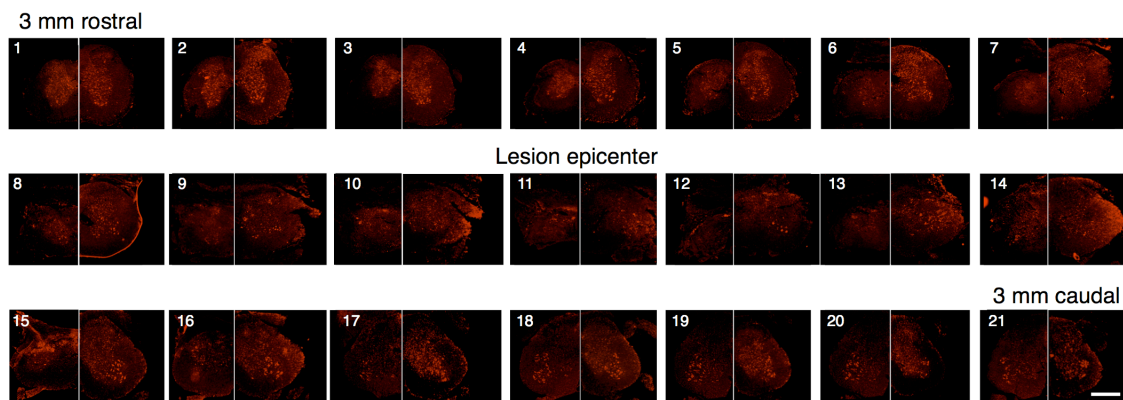 3 mm rostral
1 2 3 4 5 6 7
Lesion epicenter
8 9 10 11 12 13 14
3 mm caudal
15 16 17 18 19 20 21